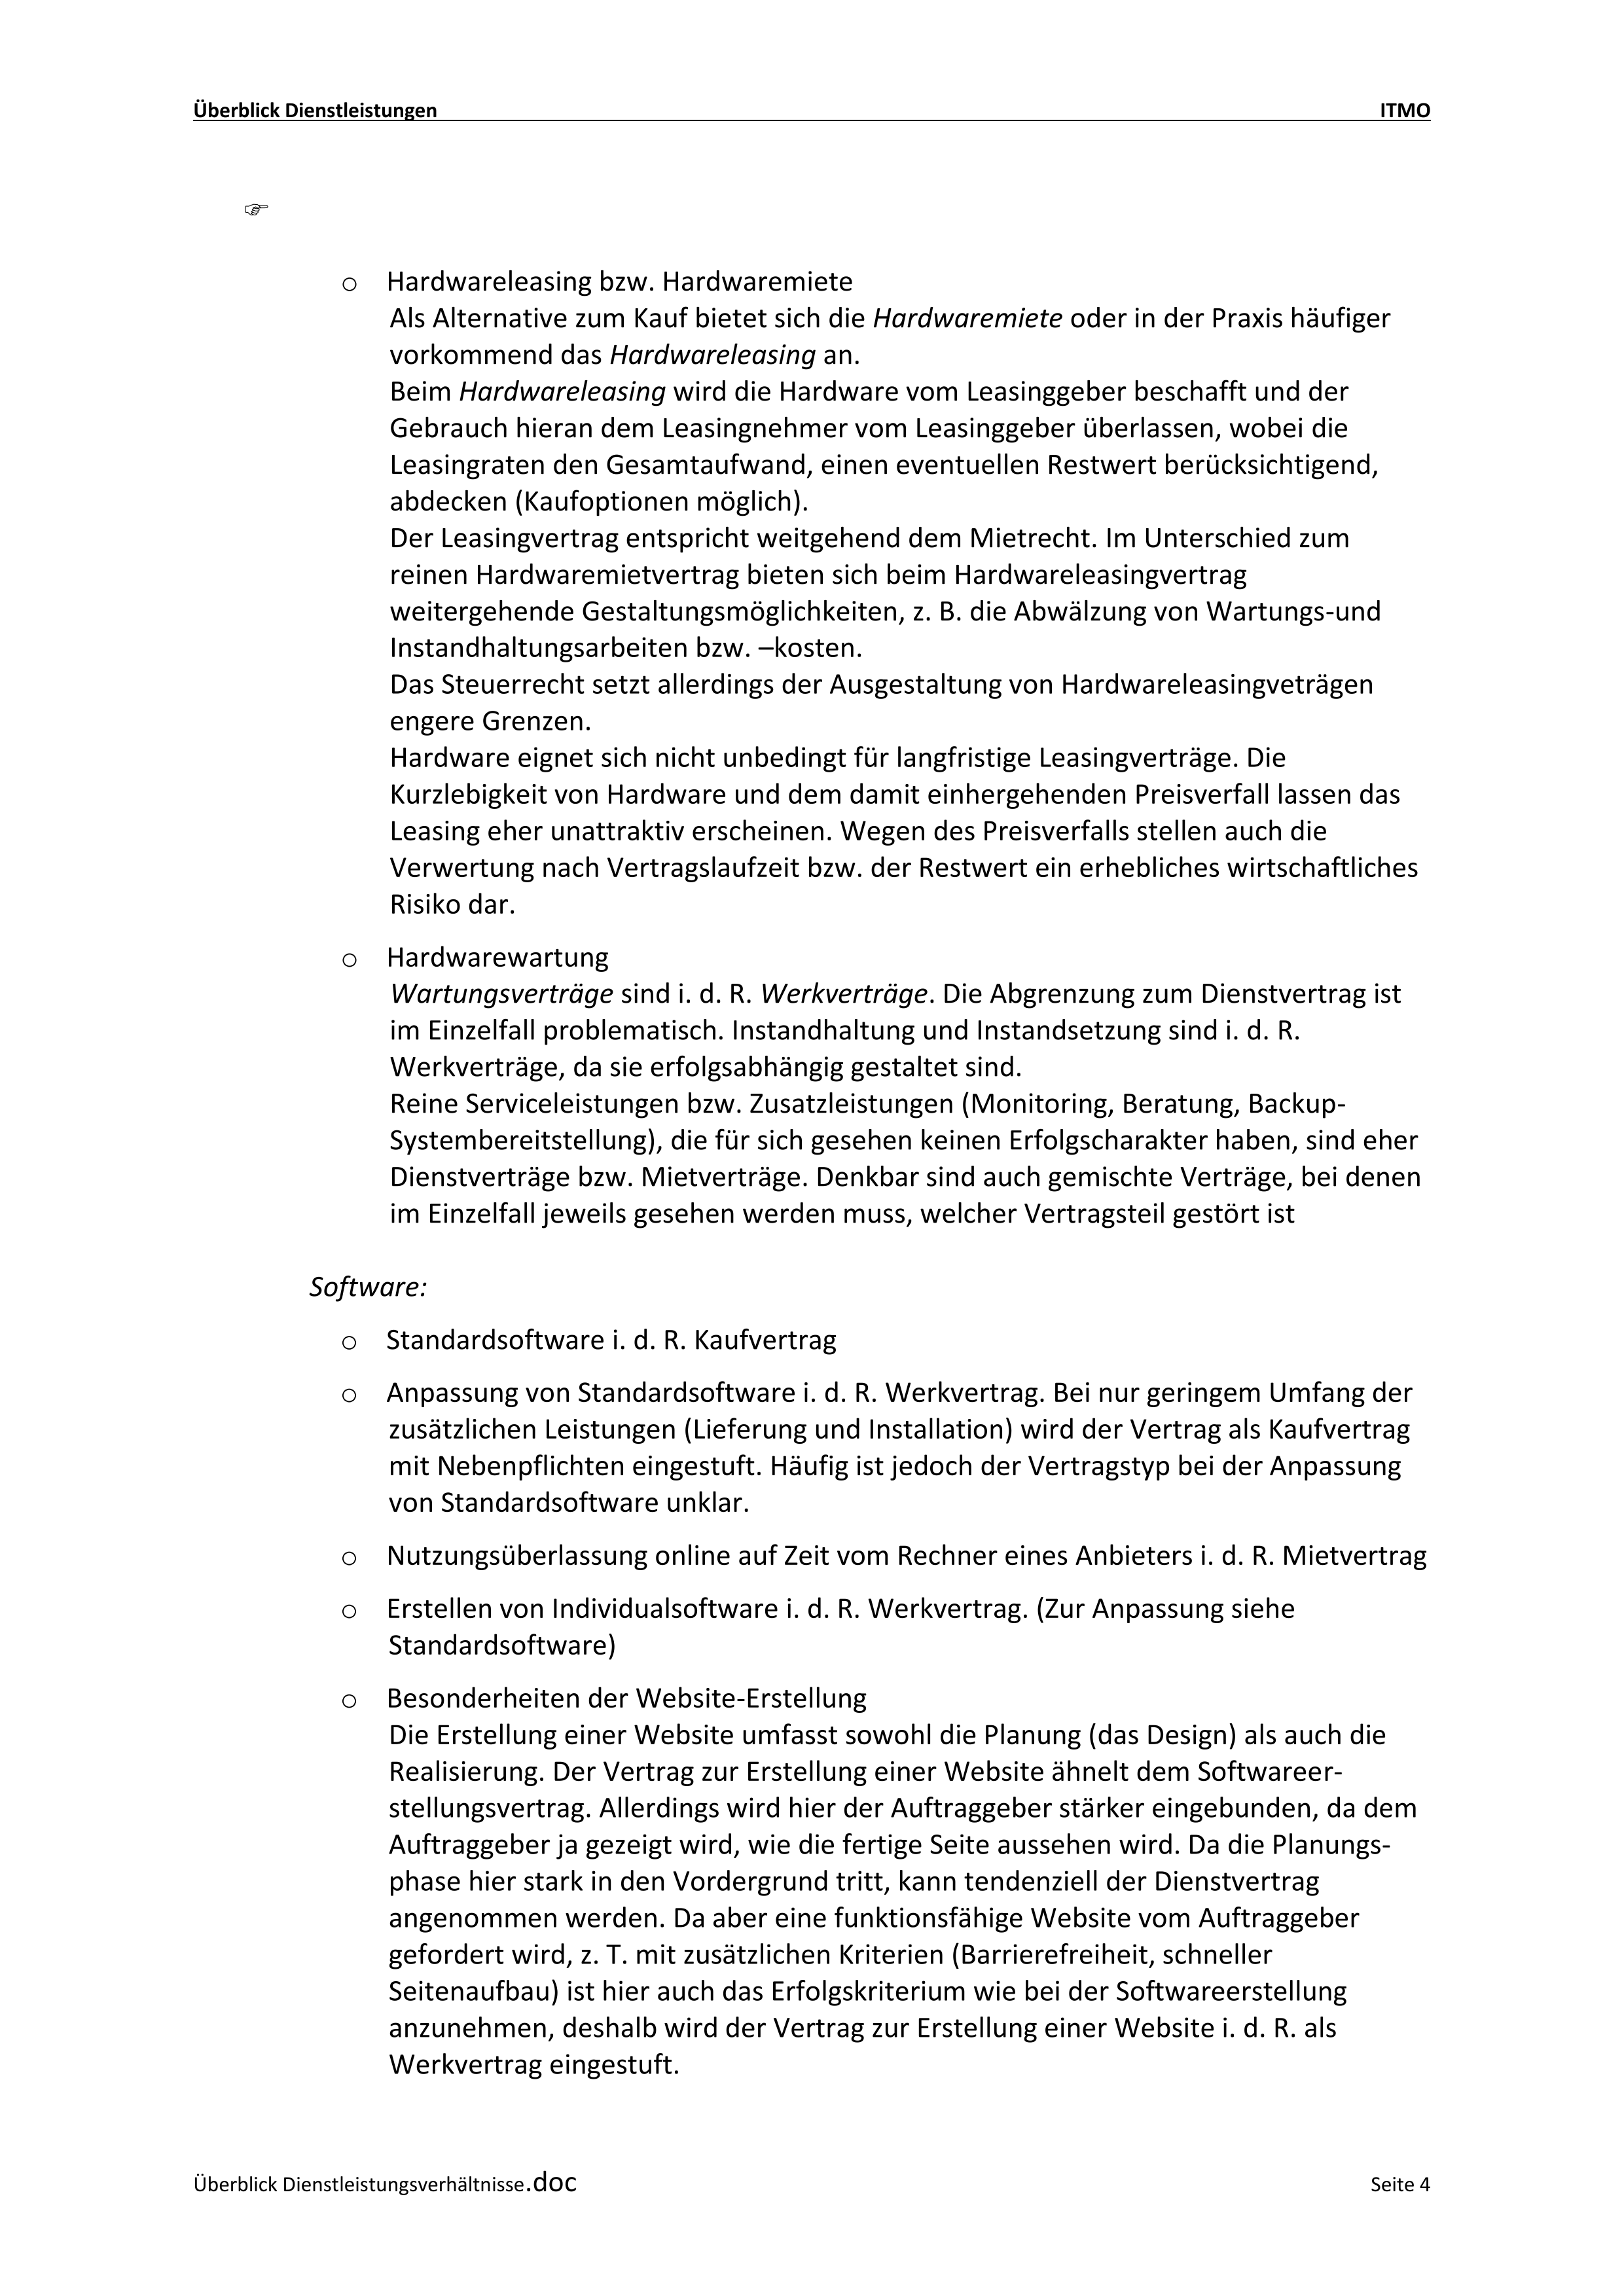 Überblick Dienstleistungen ITMO
☞
o Hardwareleasing bzw. Hardwaremiete
Als Alternative zum Kauf bietet sich die Hardwaremiete oder in der Praxis häufiger
vorkommend das Hardwareleasing an.
Beim Hardwareleasing wird die Hardware vom Leasinggeber beschafft und der
Gebrauch hieran dem Leasingnehmer vom Leasinggeber überlassen, wobei die
Leasingraten den Gesamtaufwand, einen eventuellen Restwert berücksichtigend,
abdecken (Kaufoptionen möglich).
Der Leasingvertrag entspricht weitgehend dem Mietrecht. Im Unterschied zum
reinen Hardwaremietvertrag bieten sich beim Hardwareleasingvertrag
weitergehende Gestaltungsmöglichkeiten, z. B. die Abwälzung von Wartungs-und
Instandhaltungsarbeiten bzw. –kosten.
Das Steuerrecht setzt allerdings der Ausgestaltung von Hardwareleasingveträgen
engere Grenzen.
Hardware eignet sich nicht unbedingt für langfristige Leasingverträge. Die
Kurzlebigkeit von Hardware und dem damit einhergehenden Preisverfall lassen das
Leasing eher unattraktiv erscheinen. Wegen des Preisverfalls stellen auch die
Verwertung nach Vertragslaufzeit bzw. der Restwert ein erhebliches wirtschaftliches
Risiko dar.
o Hardwarewartung
Wartungsverträge sind i. d. R. Werkverträge. Die Abgrenzung zum Dienstvertrag ist
im Einzelfall problematisch. Instandhaltung und Instandsetzung sind i. d. R.
Werkverträge, da sie erfolgsabhängig gestaltet sind.
Reine Serviceleistungen bzw. Zusatzleistungen (Monitoring, Beratung, Backup-
Systembereitstellung), die für sich gesehen keinen Erfolgscharakter haben, sind eher
Dienstverträge bzw. Mietverträge. Denkbar sind auch gemischte Verträge, bei denen
im Einzelfall jeweils gesehen werden muss, welcher Vertragsteil gestört ist
Software:
o Standardsoftware i. d. R. Kaufvertrag
o Anpassung von Standardsoftware i. d. R. Werkvertrag. Bei nur geringem Umfang der
zusätzlichen Leistungen (Lieferung und Installation) wird der Vertrag als Kaufvertrag
mit Nebenpflichten eingestuft. Häufig ist jedoch der Vertragstyp bei der Anpassung
von Standardsoftware unklar.
o Nutzungsüberlassung online auf Zeit vom Rechner eines Anbieters i. d. R. Mietvertrag
o Erstellen von Individualsoftware i. d. R. Werkvertrag. (Zur Anpassung siehe
Standardsoftware)
o Besonderheiten der Website-Erstellung
Die Erstellung einer Website umfasst sowohl die Planung (das Design) als auch die
Realisierung. Der Vertrag zur Erstellung einer Website ähnelt dem Softwareer-
stellungsvertrag. Allerdings wird hier der Auftraggeber stärker eingebunden, da dem
Auftraggeber ja gezeigt wird, wie die fertige Seite aussehen wird. Da die Planungs-
phase hier stark in den Vordergrund tritt, kann tendenziell der Dienstvertrag
angenommen werden. Da aber eine funktionsfähige Website vom Auftraggeber
gefordert wird, z. T. mit zusätzlichen Kriterien (Barrierefreiheit, schneller
Seitenaufbau) ist hier auch das Erfolgskriterium wie bei der Softwareerstellung
anzunehmen, deshalb wird der Vertrag zur Erstellung einer Website i. d. R. als
Werkvertrag eingestuft.
Überblick Dienstleistungsverhältnisse.doc Seite 4